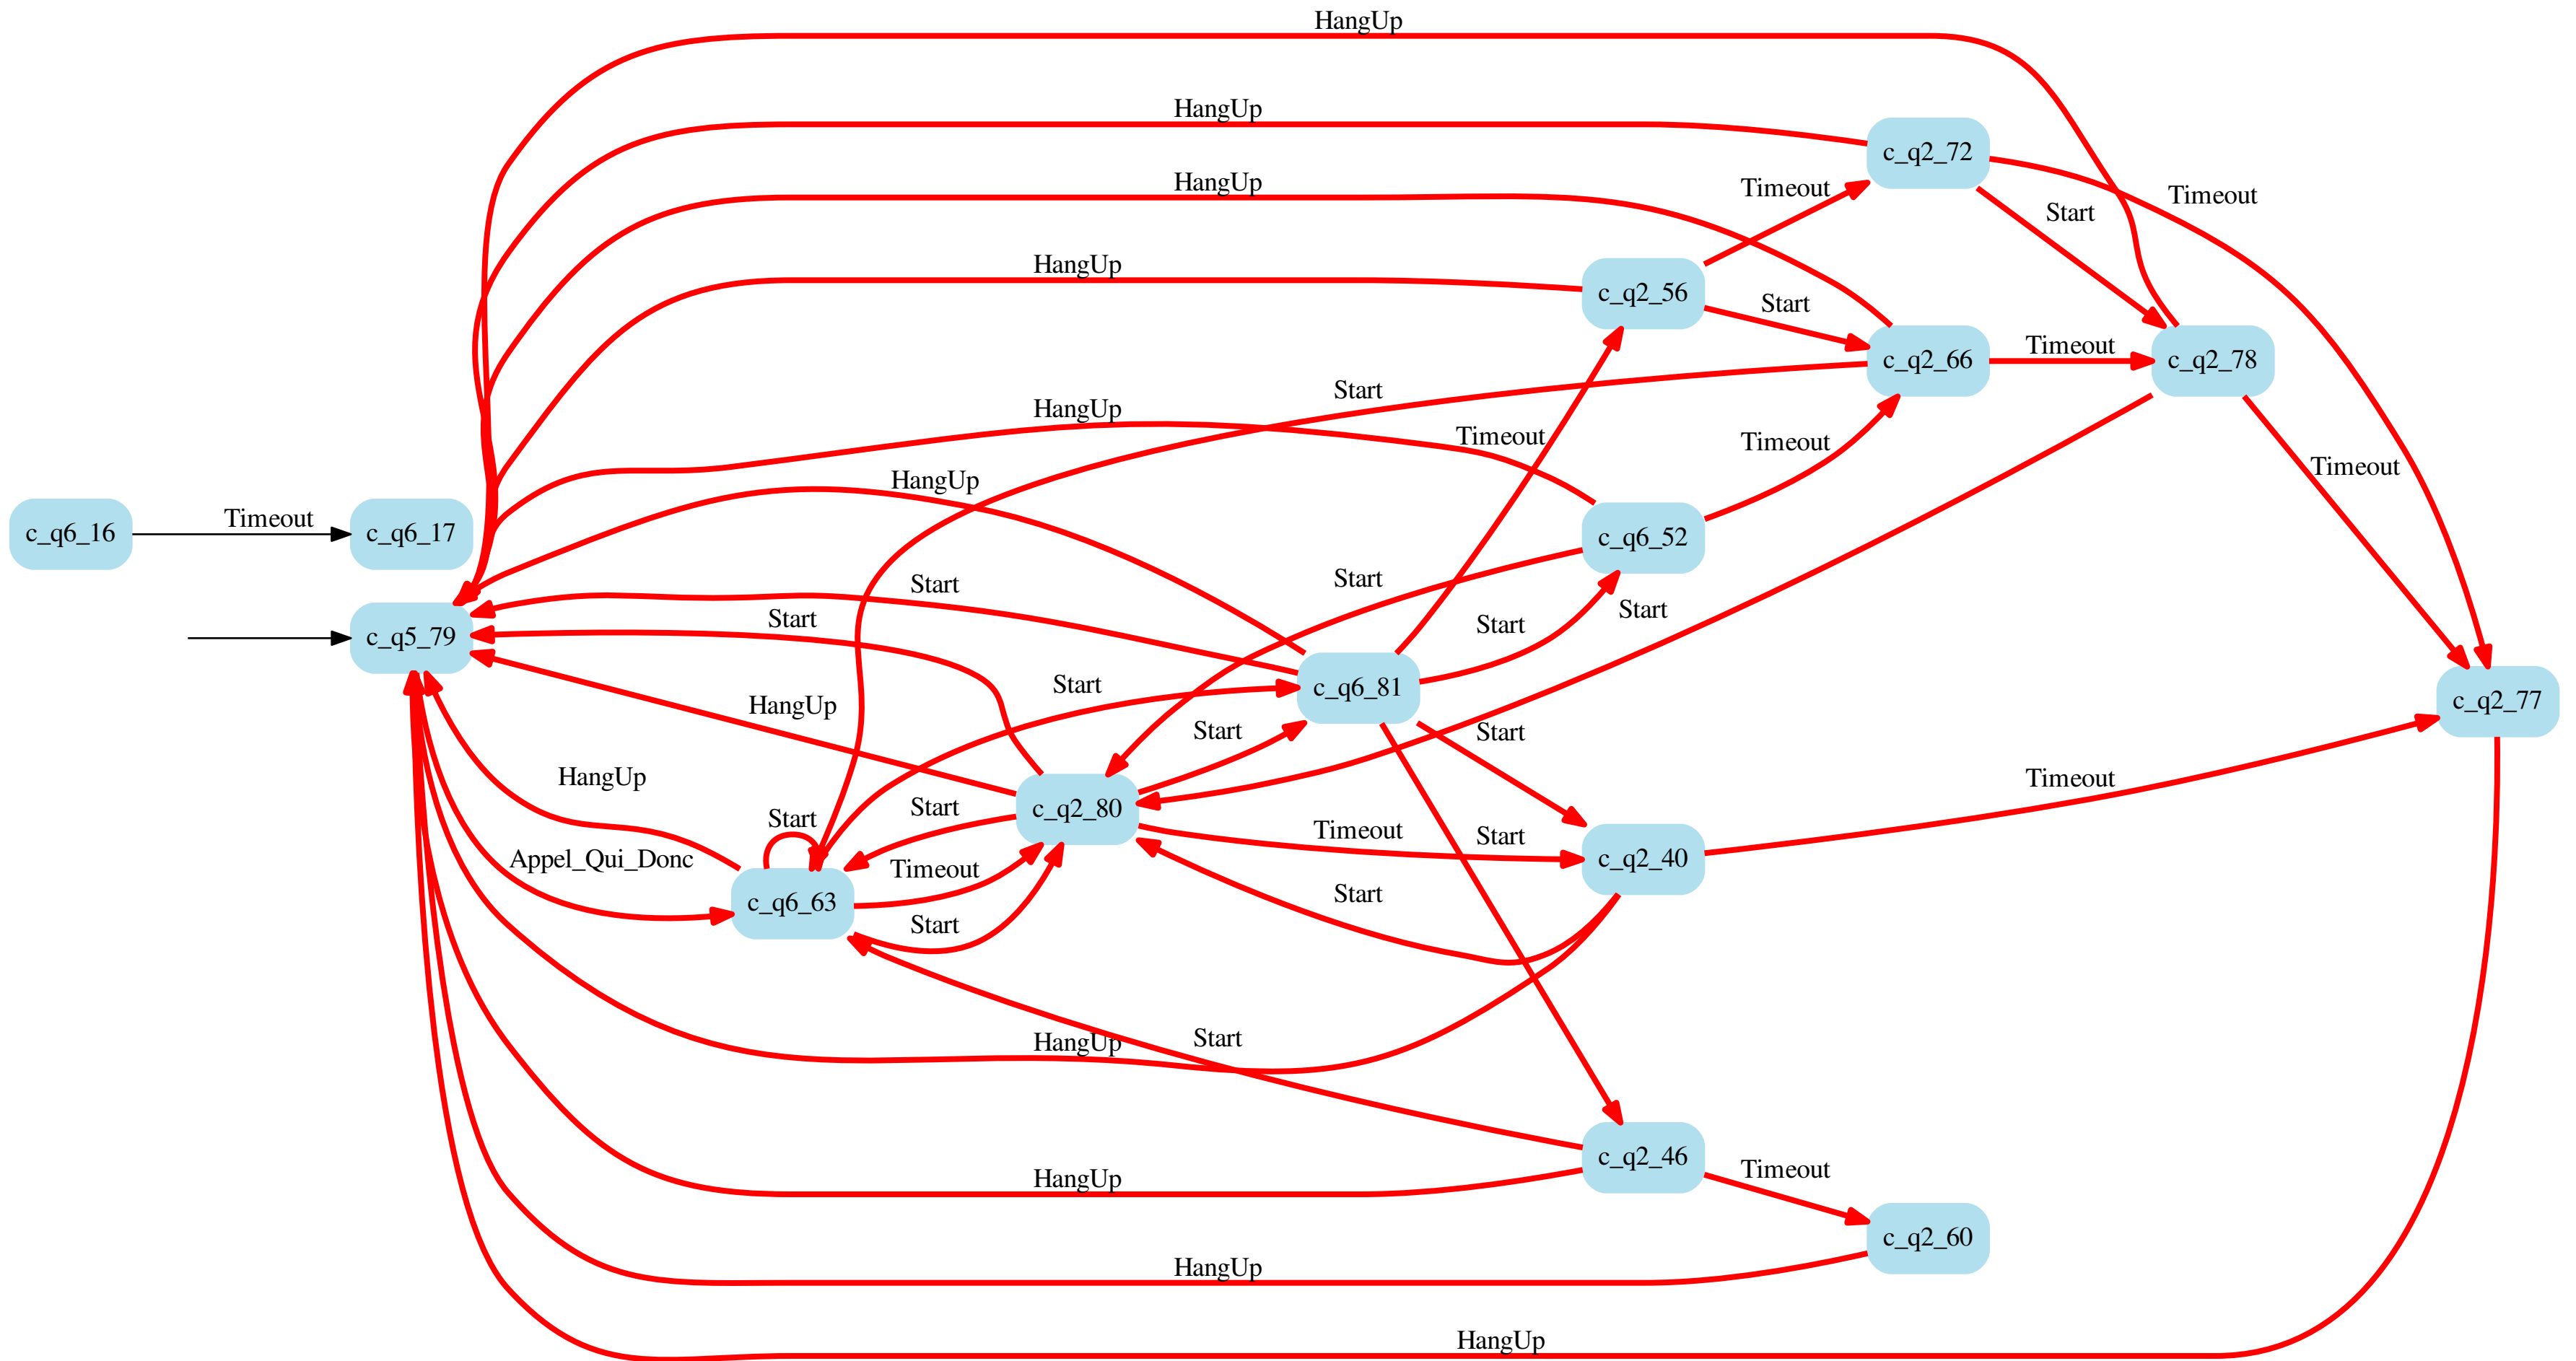 HangUp
HangUp
c_q2_72
HangUp
Timeout
Timeout
Start
HangUp
c_q2_56
Start
Timeout
c_q2_66
c_q2_78
Start
HangUp
Timeout
Timeout
Timeout
HangUp
Timeout
c_q6_16
c_q6_17
c_q6_52
Start
Start
Start
Start
Start
c_q5_79
Start
c_q6_81
c_q2_77
HangUp
Start
Start
HangUp
Timeout
Start
c_q2_80
Start
Timeout
Start
Appel_Qui_Donc
c_q2_40
Timeout
c_q6_63
Start
Start
HangUp
Start
c_q2_46
HangUp
Timeout
c_q2_60
HangUp
HangUp